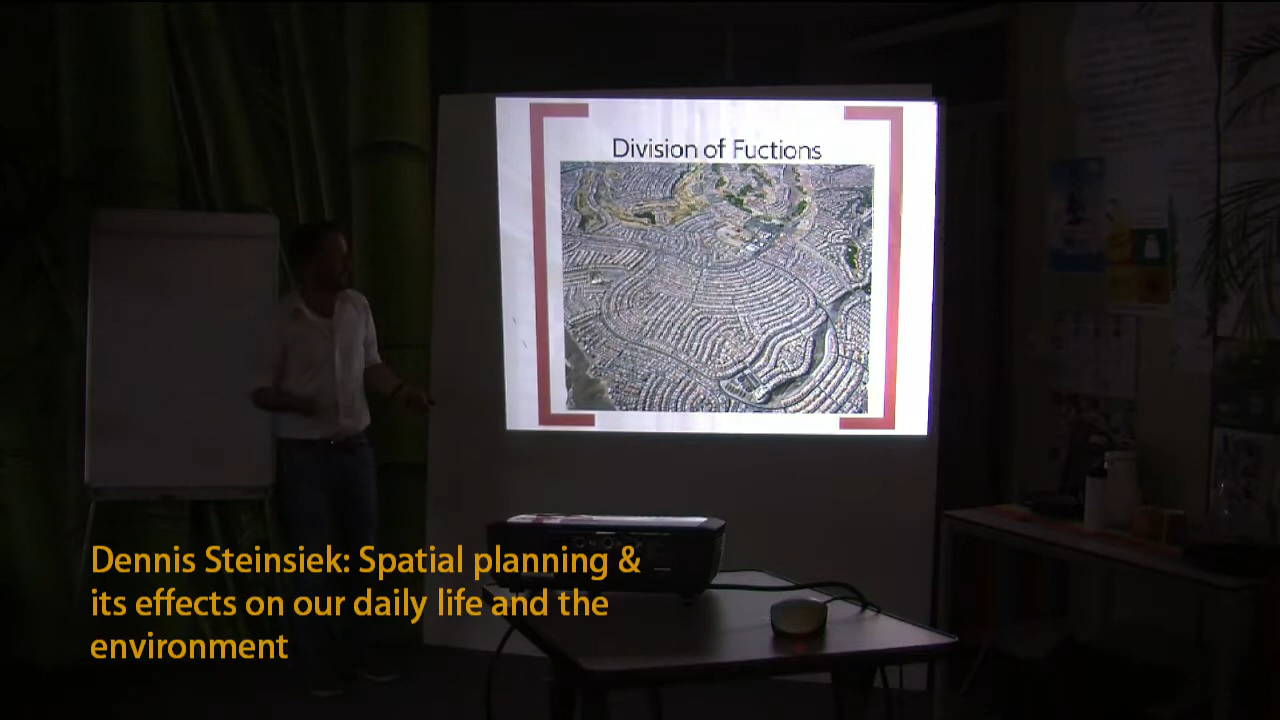 Division of Fuctions
Dennis Steinsiek: Spatial planning &
its effects on our daily life and the
environment